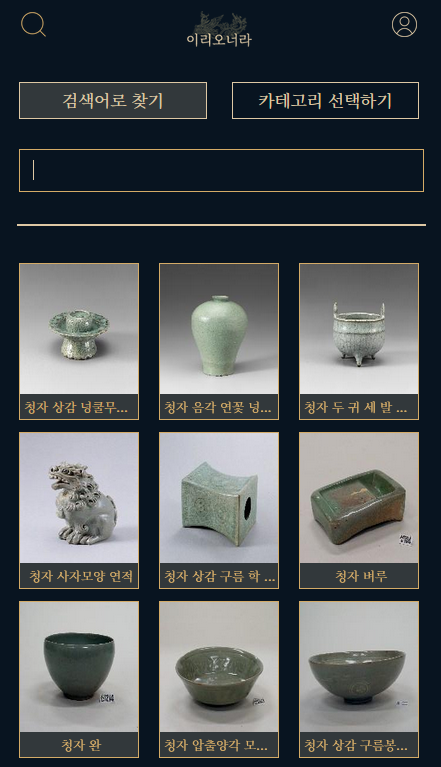 이리오너라
검색어로 찾기
카테고리 선택하기
청자 상감 넝쿨무...
청자 음각 연꽃 넝...
청자 두 귀 세 발 ...
청자 사자모양 연적
청자 상감 구름 학 ...
청자 벼루
청자 완
청자 압출양각 모...
청자 상감 구름봉...